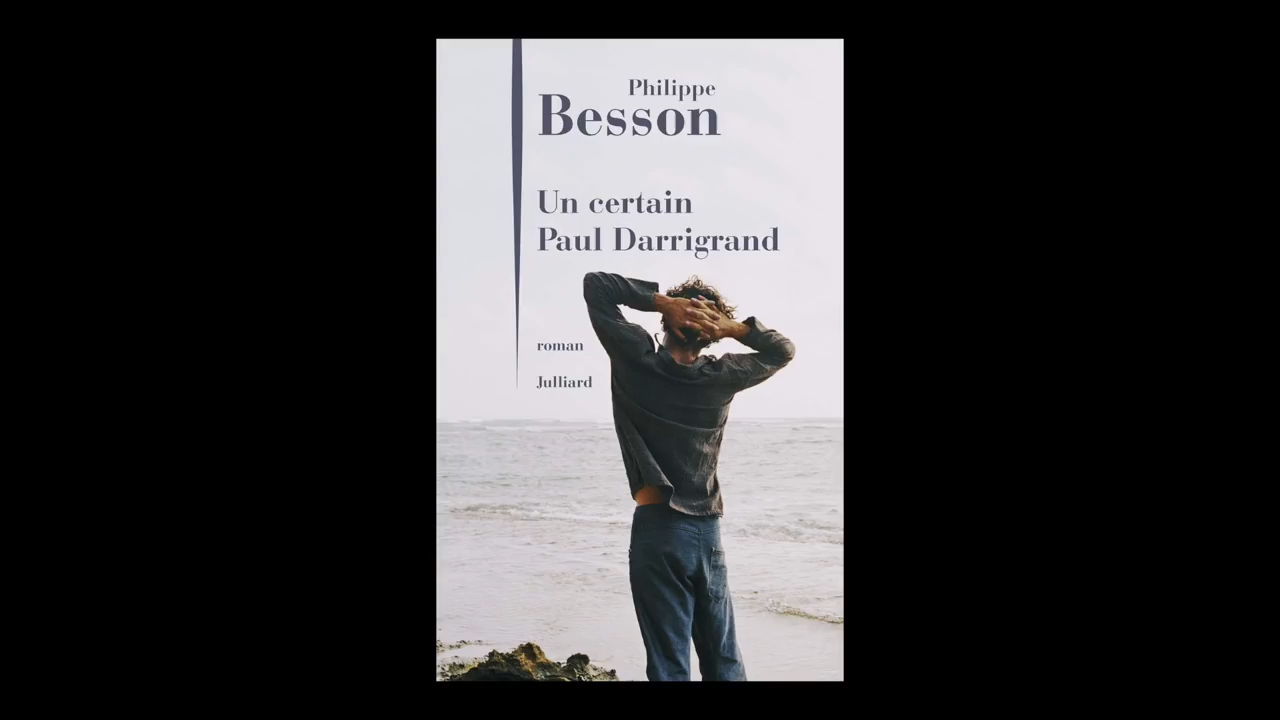 Philippe
Besson
Un certain
Paul Darrigrand
roman
Julliard